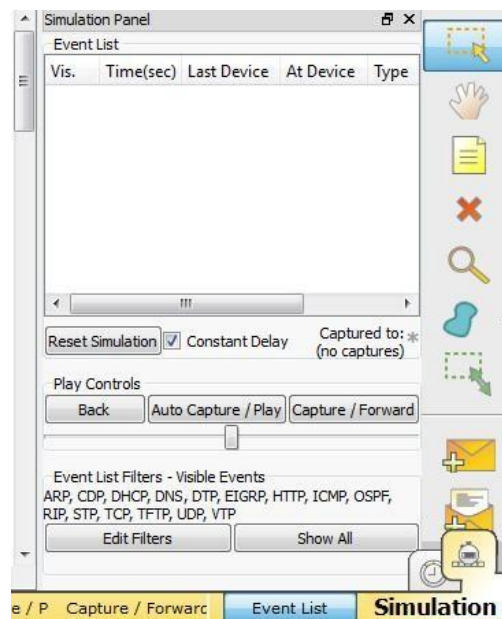 Simulation Panel
Event List
Vis. Time(sec) Last Device At Device Type
Reset Simulation Constant Delay Captured to: *
(no captures)
Play Controls
Back Auto Capture / Play Capture / Forward
Event List Filters - Visible Events
ARP, CDP, DHCP, DNS, DTP, EIGRP, HTTP, ICMP, OSPF,
RIP, STP, TCP, TFTP, UDP, VTP
Edit Filters Show All
e / P Capture / Forwarc Event List Simulation